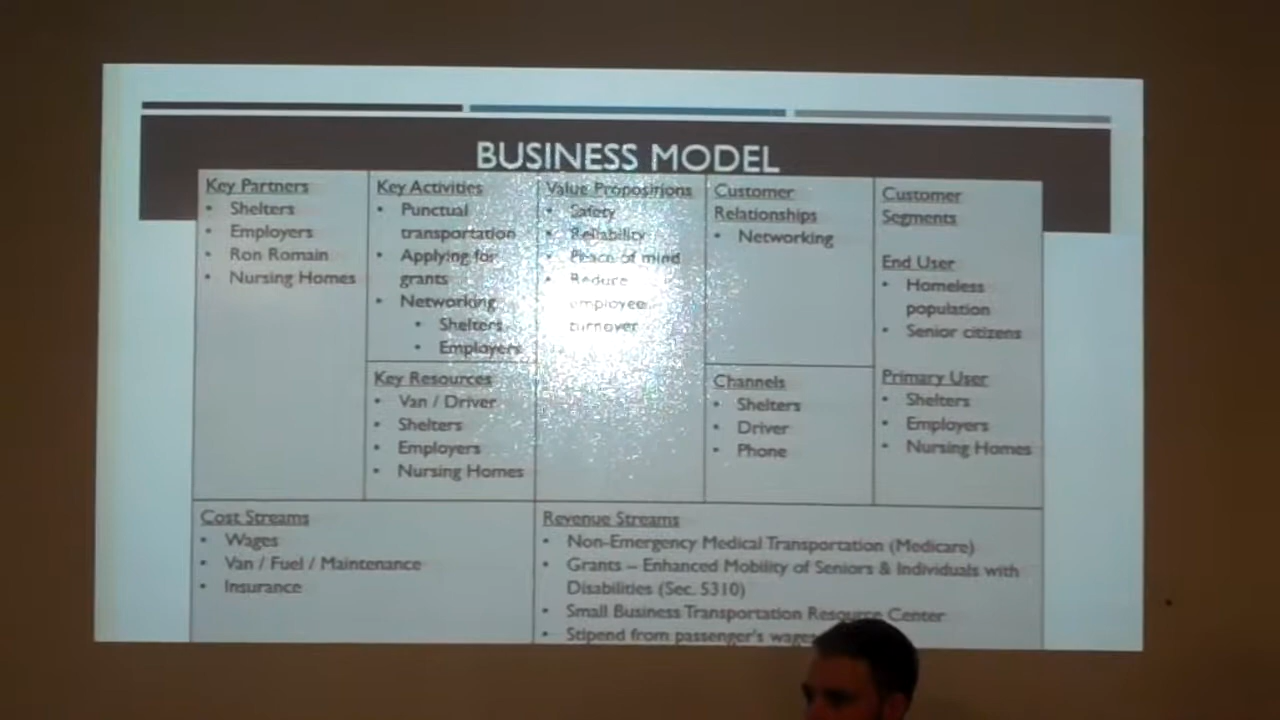 BUSINESS MODEL
Key Partners
• Shelters
• Employers
• Ron Romain
• Nursing Homes
Key Activities
• Punctual
transportation
• Applying for
grants
• Networking
• Shelters
• Employers
Key Resources
• Van / Driver
• Shelters
• Employers
• Nursing Homes
Value Propositions
• Safety
• Reliability
• Peace of mind
• Reduce
employee
turnover
Customer
Relationships
• Networking
Channels
• Shelters
• Driver
• Phone
Customer
Segments
End User
• Homeless
population
• Senior citizens
Primary User
• Shelters
• Employers
• Nursing Homes
Cost Streams
• Wages
• Van / Fuel / Maintenance
• Insurance
Revenue Streams
• Non-Emergency Medical Transportation (Medicare)
• Grants – Enhanced Mobility of Seniors & Individuals with
Disabilities (Sec. 5310)
• Small Business Transportation Resource Center
• Stipend from passenger's wages